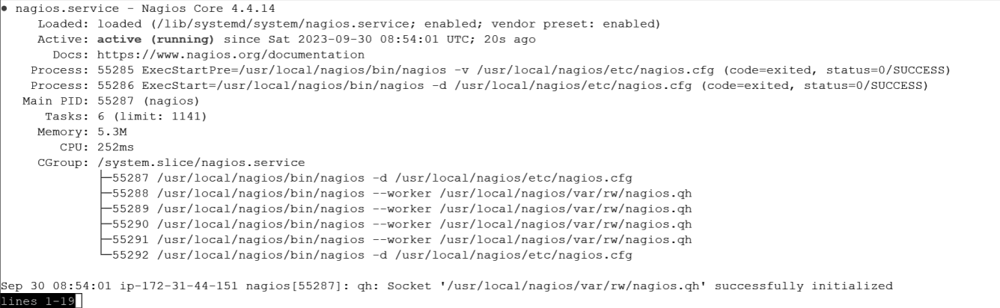 ● nagios.service - Nagios Core 4.4.14
     Loaded: loaded (/lib/systemd/system/nagios.service; enabled; vendor preset: enabled)
     Active: active (running) since Sat 2023-09-30 08:54:01 UTC; 20s ago
       Docs: https://www.nagios.org/documentation
    Process: 55285 ExecStartPre=/usr/local/nagios/bin/nagios -v /usr/local/nagios/etc/nagios.cfg (code=exited, status=0/SUCCESS)
    Process: 55286 ExecStart=/usr/local/nagios/bin/nagios -d /usr/local/nagios/etc/nagios.cfg (code=exited, status=0/SUCCESS)
   Main PID: 55287 (nagios)
      Tasks: 6 (limit: 1141)
     Memory: 5.3M
        CPU: 252ms
     CGroup: /system.slice/nagios.service
             ├─55287 /usr/local/nagios/bin/nagios -d /usr/local/nagios/etc/nagios.cfg
             ├─55288 /usr/local/nagios/bin/nagios --worker /usr/local/nagios/var/rw/nagios.qh
             ├─55289 /usr/local/nagios/bin/nagios --worker /usr/local/nagios/var/rw/nagios.qh
             ├─55290 /usr/local/nagios/bin/nagios --worker /usr/local/nagios/var/rw/nagios.qh
             ├─55291 /usr/local/nagios/bin/nagios --worker /usr/local/nagios/var/rw/nagios.qh
             └─55292 /usr/local/nagios/bin/nagios -d /usr/local/nagios/etc/nagios.cfg
Sep 30 08:54:01 ip-172-31-44-151 nagios[55287]: qh: Socket '/usr/local/nagios/var/rw/nagios.qh' successfully initialized
lines 1-19